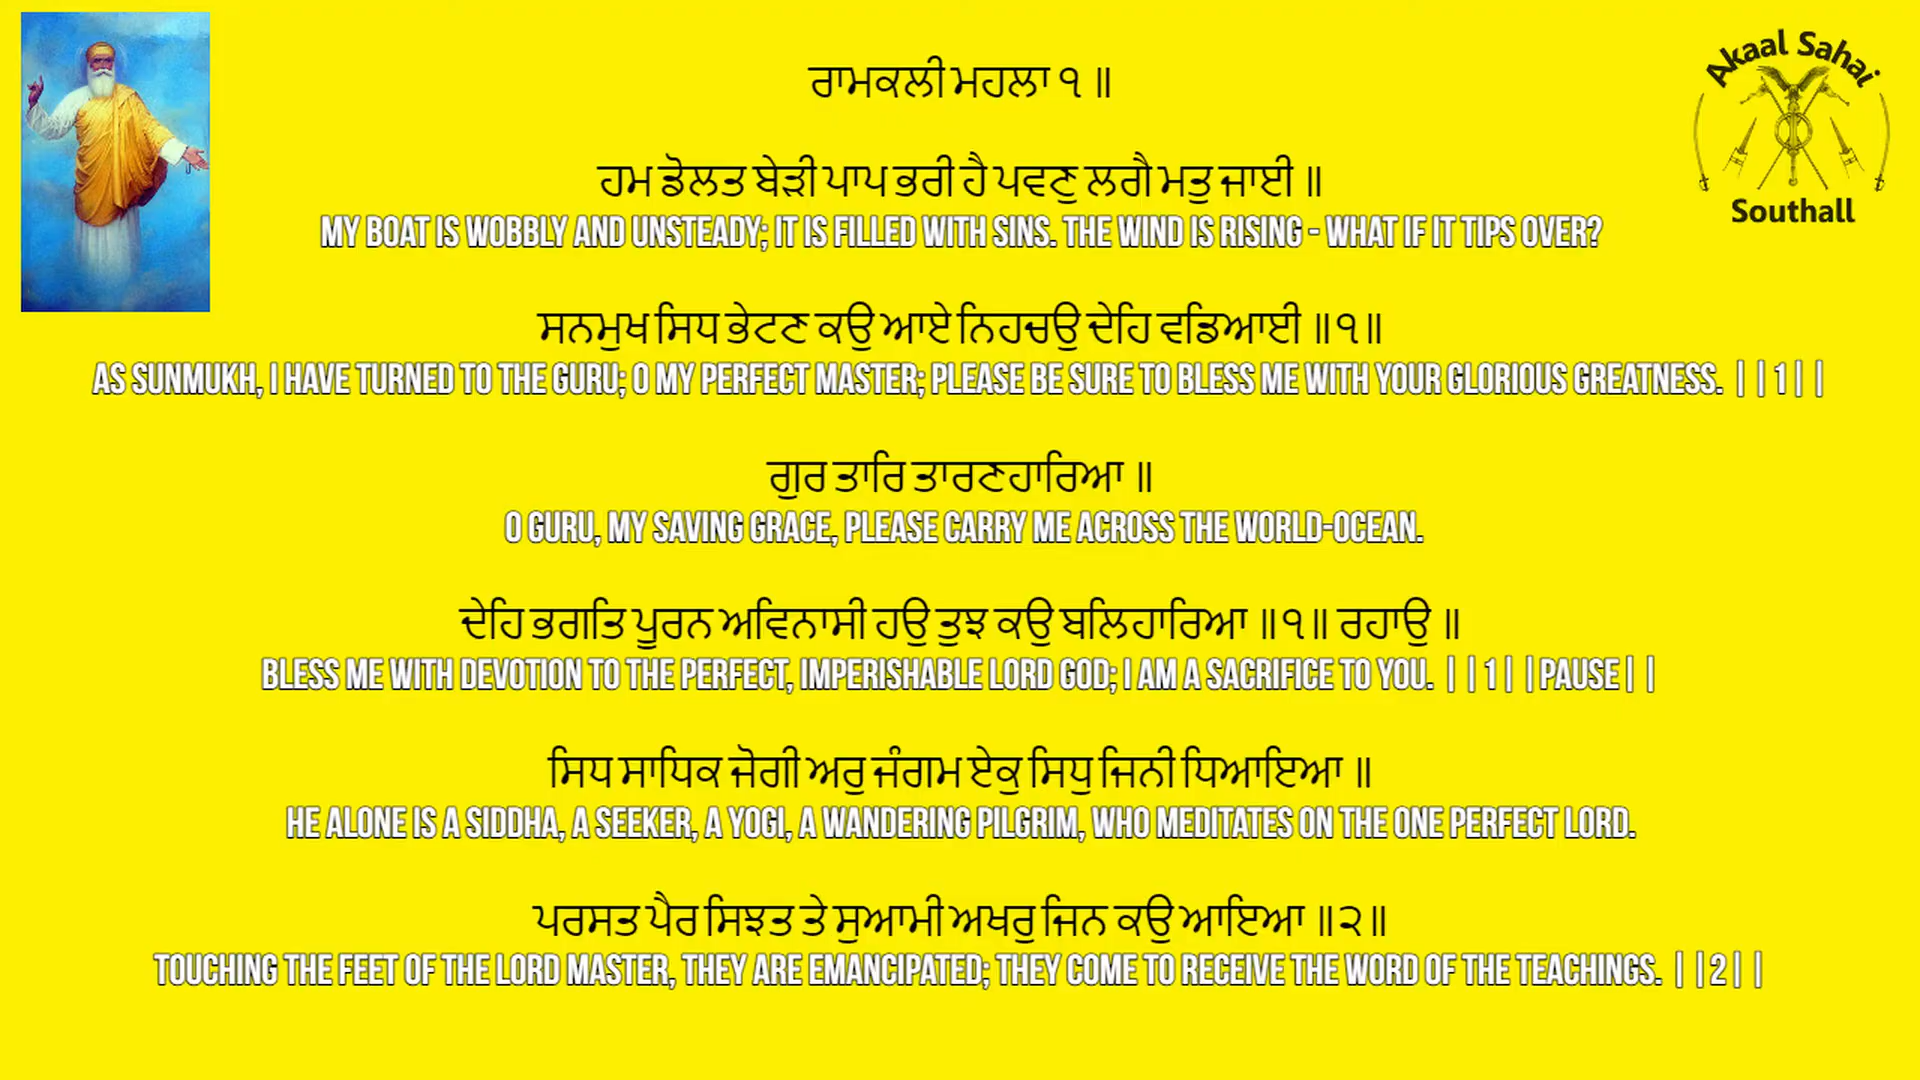 Akaal Sahai
Southall
ਰਾਮਕਲੀ ਮਹਲਾ ੧ ॥
ਹਮ ਡੋਲਤ ਬੇੜੀ ਪਾਪ ਭਰੀ ਹੈ ਪਵਣੁ ਲਗੈ ਮਤੁ ਜਾਈ ॥
MY BOAT IS WOBBLY AND UNSTEADY; IT IS FILLED WITH SINS. THE WIND IS RISING - WHAT IF IT TIPS OVER?
ਸਨਮੁਖ ਸਿਧ ਭੇਟਣ ਕਉ ਆਏ ਨਿਹਚਉ ਦੇਹਿ ਵਡਿਆਈ ॥੧॥
AS SUNMUKH, I HAVE TURNED TO THE GURU; O MY PERFECT MASTER; PLEASE BE SURE TO BLESS ME WITH YOUR GLORIOUS GREATNESS. ||1||
ਗੁਰ ਤਾਰਿ ਤਾਰਣਹਾਰਿਆ ॥
O GURU, MY SAVING GRACE, PLEASE CARRY ME ACROSS THE WORLD-OCEAN.
ਦੇਹਿ ਭਗਤਿ ਪੂਰਨ ਅਵਿਨਾਸੀ ਹਉ ਤੁਝ ਕਉ ਬਲਿਹਾਰਿਆ ॥੧॥ ਰਹਾਉ ॥
BLESS ME WITH DEVOTION TO THE PERFECT, IMPERISHABLE LORD GOD; I AM A SACRIFICE TO YOU. ||1||PAUSE||
ਸਿਧ ਸਾਧਿਕ ਜੋਗੀ ਅਰੁ ਜੰਗਮ ਏਕੁ ਸਿਧੁ ਜਿਨੀ ਧਿਆਇਆ ॥
HE ALONE IS A SIDDHA, A SEEKER, A YOGI, A WANDERING PILGRIM, WHO MEDITATES ON THE ONE PERFECT LORD.
ਪਰਸਤ ਪੈਰ ਸਿਝਤ ਤੇ ਸੁਆਮੀ ਅਖਰੁ ਜਿਨ ਕਉ ਆਇਆ ॥੨॥
TOUCHING THE FEET OF THE LORD MASTER, THEY ARE EMANCIPATED; THEY COME TO RECEIVE THE WORD OF THE TEACHINGS. ||2||